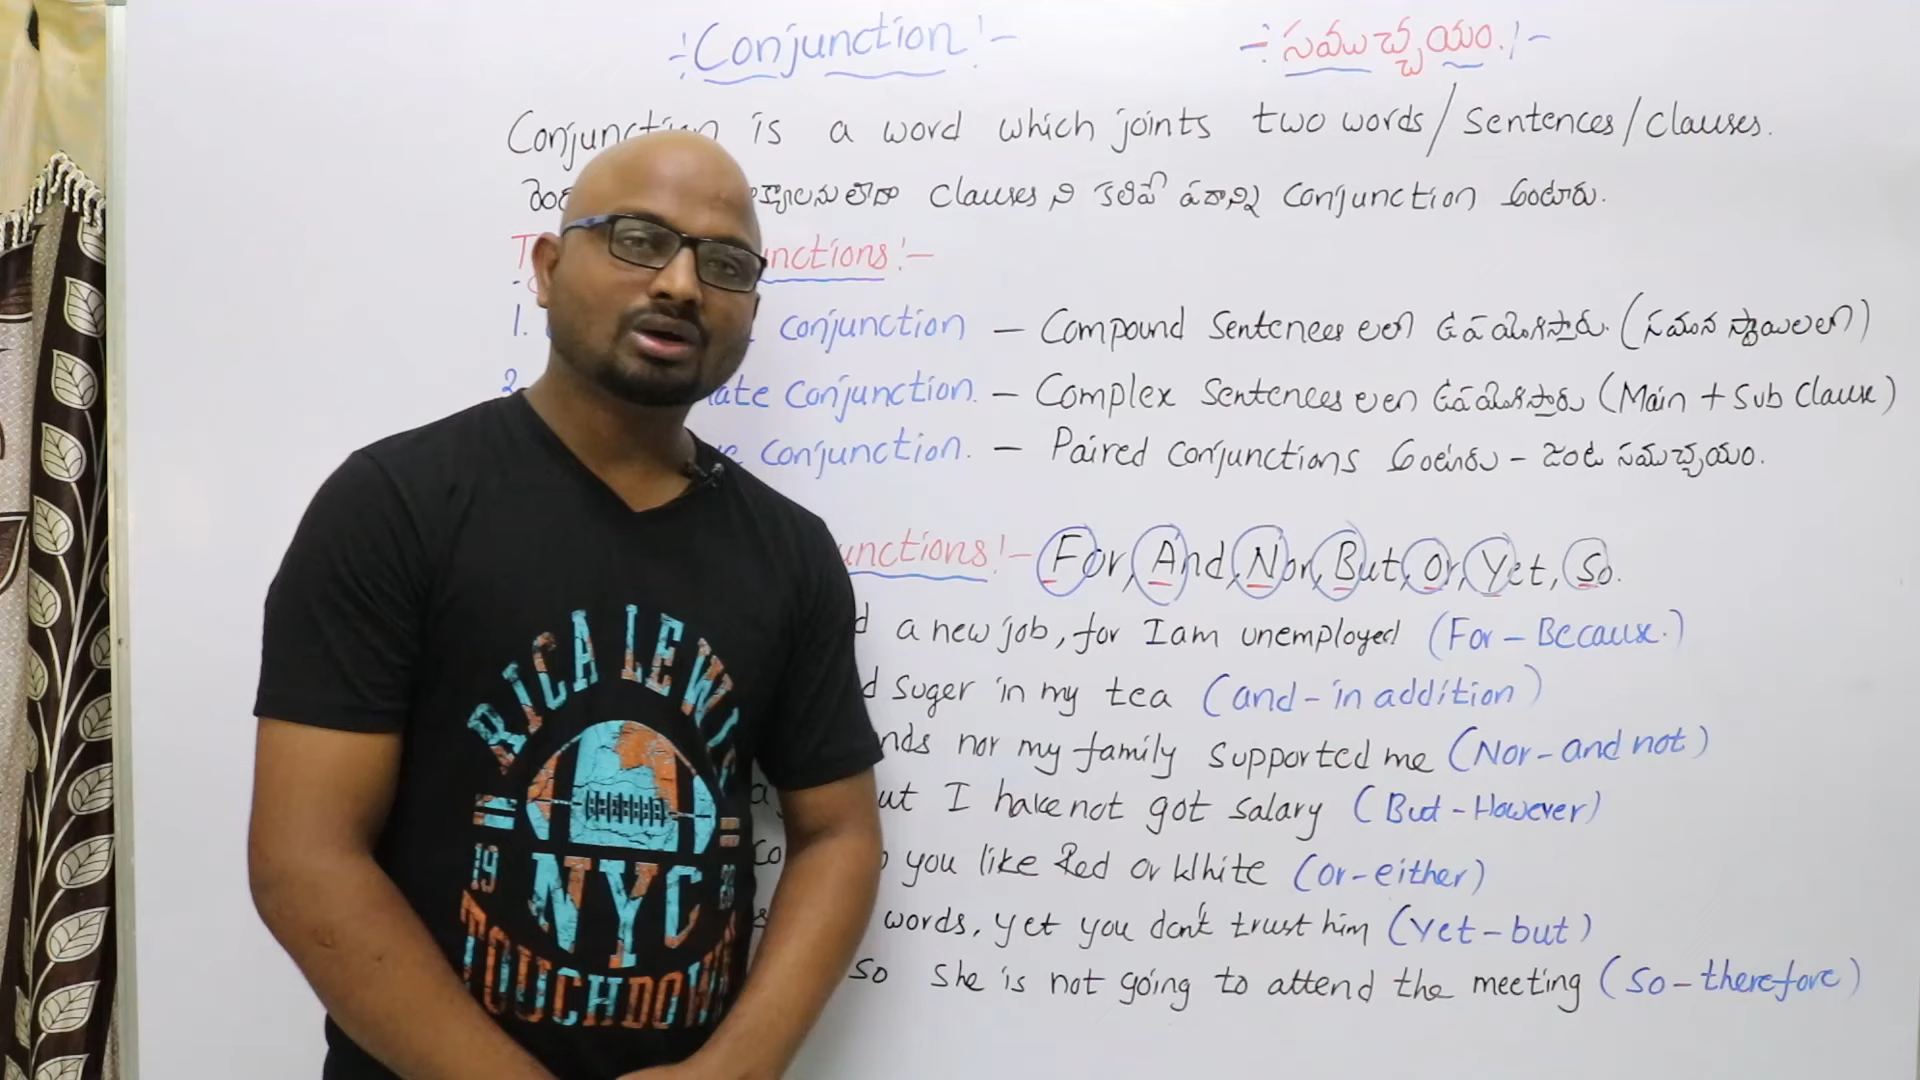 -:Conjunction:-
-:సముచ్చయం.:-
Conjunction is a word which joints two words/sentences/clauses.
clauses ని కలిపే పదాన్ని conjunction అంటారు.
1. conjunction – Compound Sentences లలో ఉపయోగిస్తారు. (సమాన స్థాయిలలో)
2. conjunction. – Complex Sentences లలో ఉపయోగిస్తారు (Main + Sub Clause)
conjunction. – Paired conjunctions అంటారు – జంట సముచ్చయం.
:- For, And, Nor, But, Or, Yet, So.
a new job, for I am unemployed (For – Because.)
suger in my tea (and – in addition)
nor my family supported me (Nor – and not)
I have not got salary (But – However)
you like Red or White (or – either)
words, yet you don't trust him (Yet – but)
So she is not going to attend the meeting (So – therefore)
RICA LEWIS
19
NYC
TOUCHDOWN